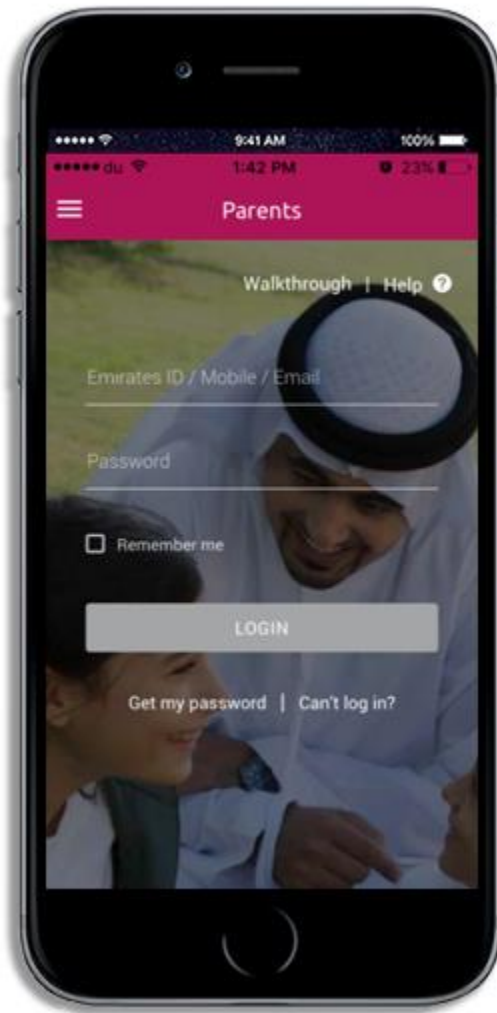 9:41 AM 100%
du 1:42 PM 23%
Parents
Walkthrough | Help ?
Emirates ID / Mobile / Email
Password
Remember me
LOGIN
Get my password | Can't log in?